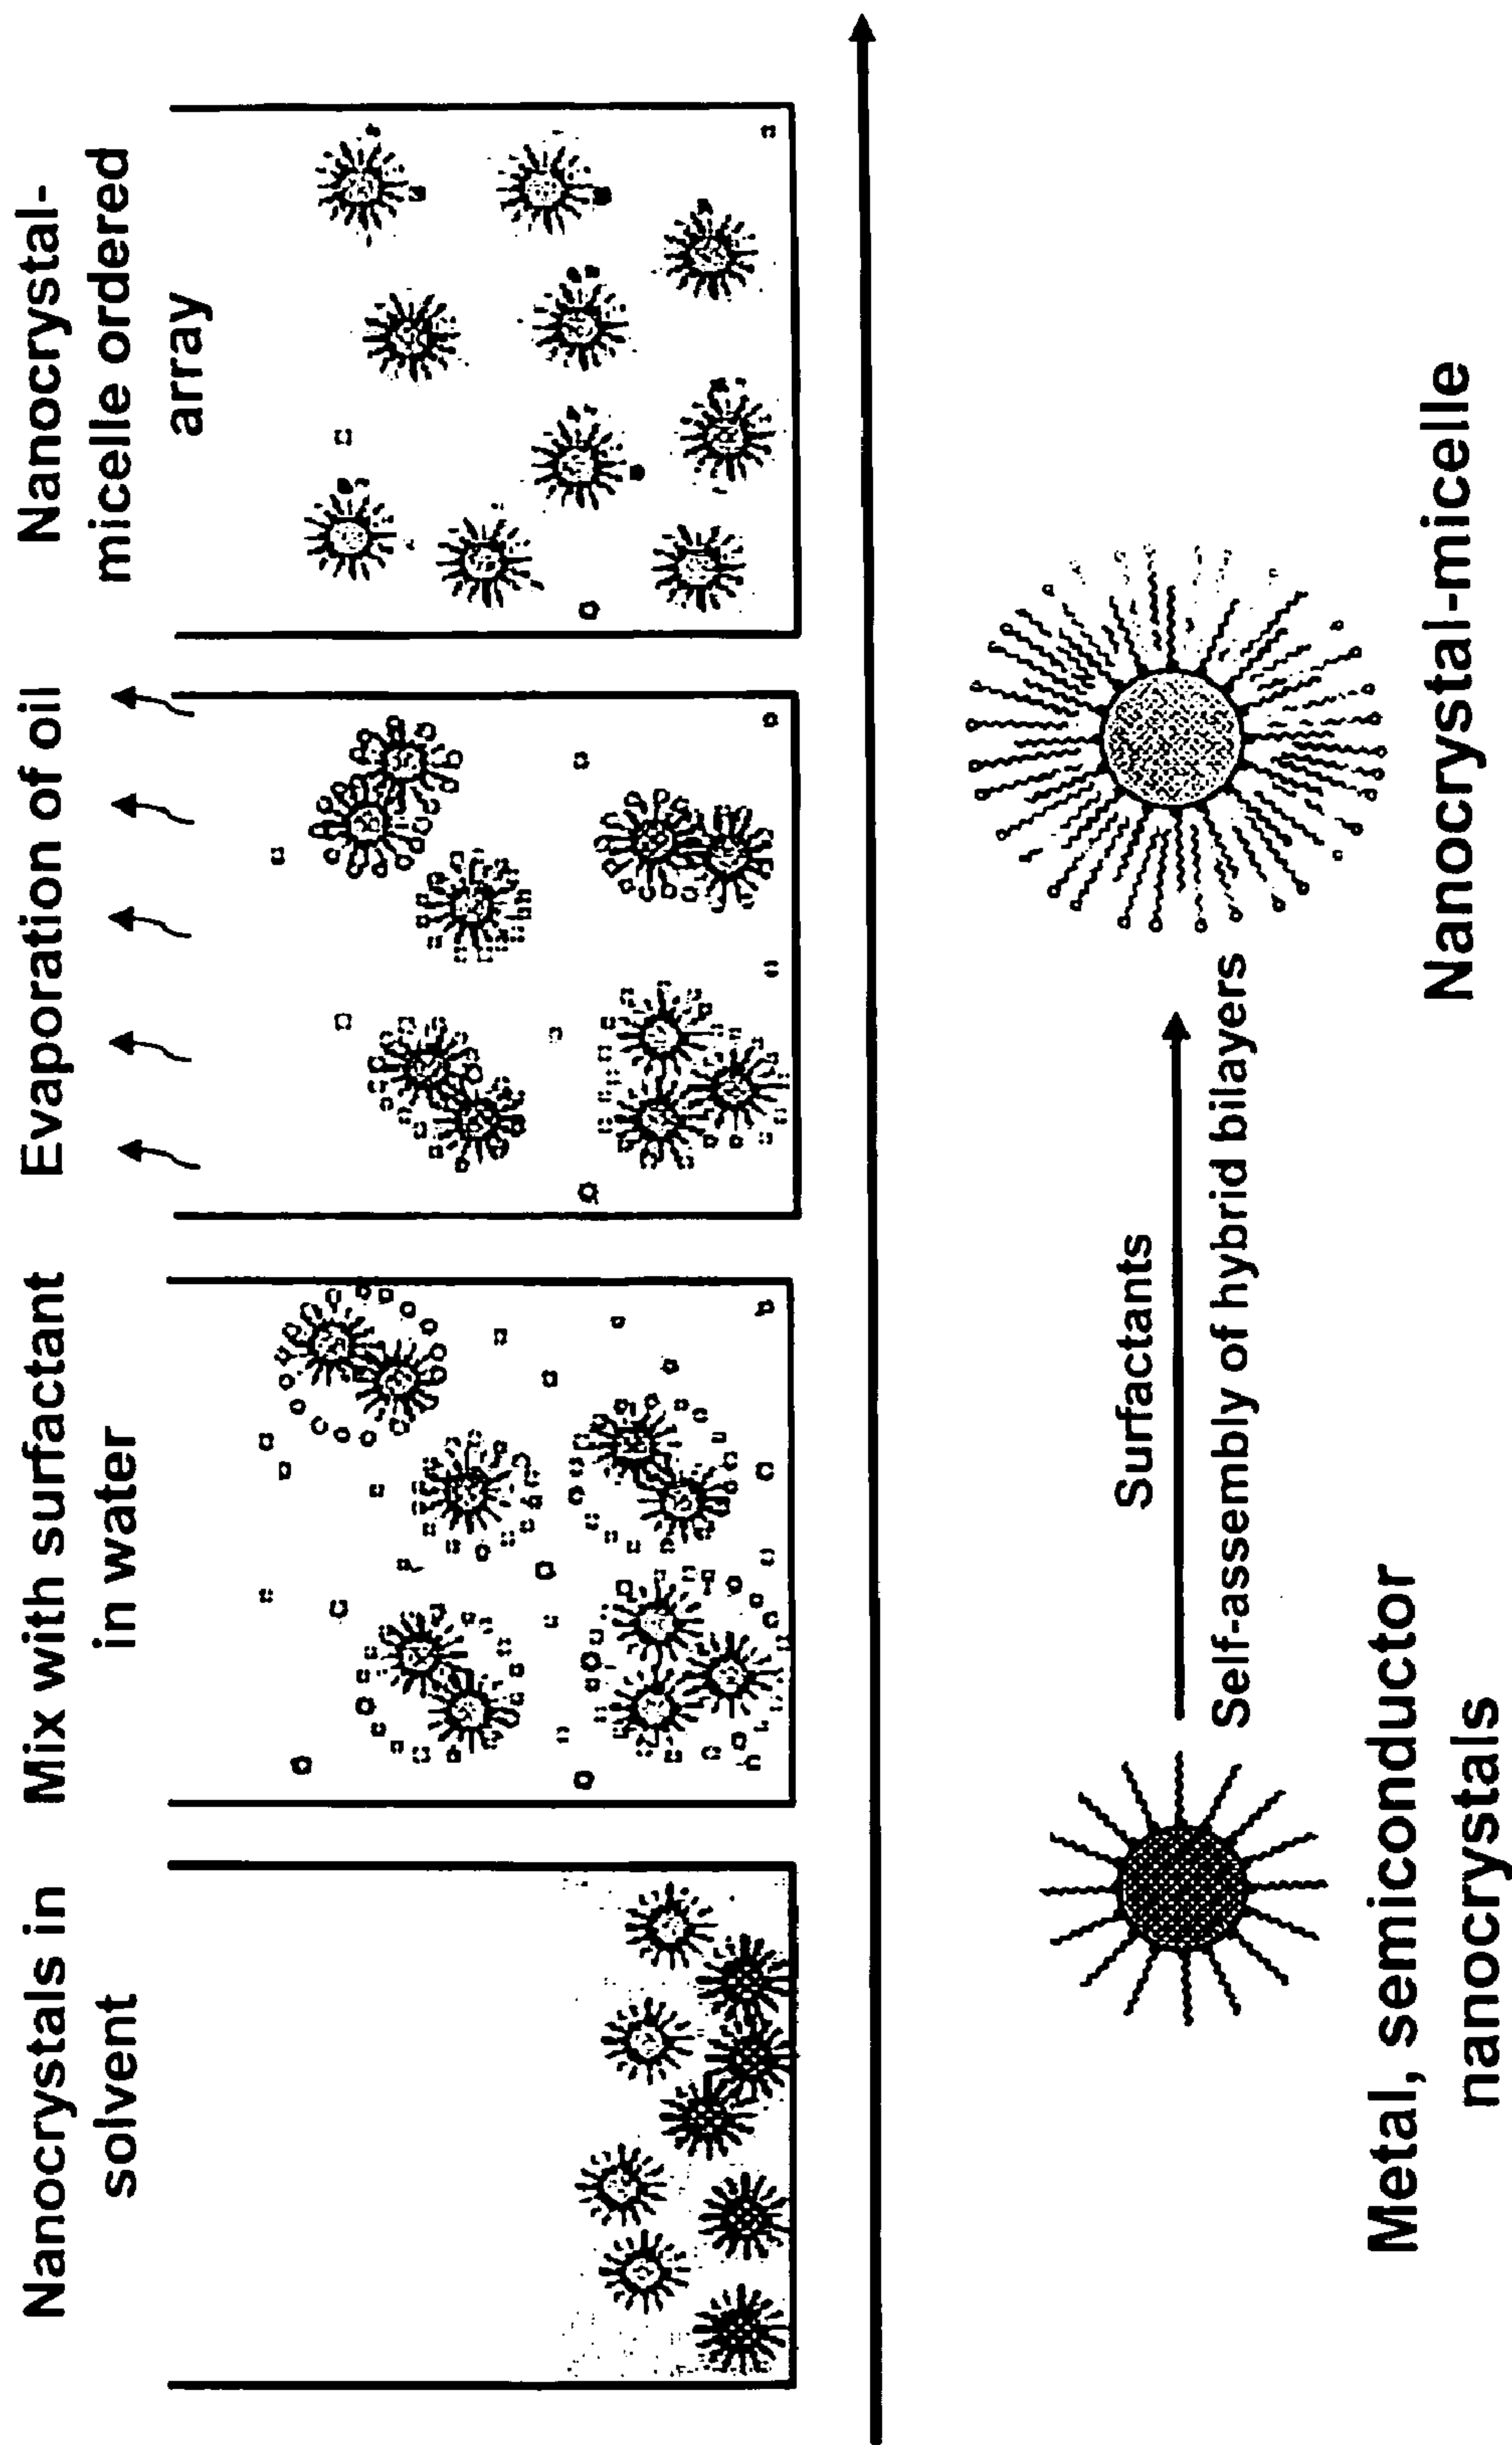 Nanocrystals in
solvent
Mix with surfactant
in water
Evaporation of oil
Nanocrystal-
micelle ordered
array
Surfactants
Self-assembly of hybrid bilayers
Metal, semiconductor
nanocrystals
Nanocrystal-micelle